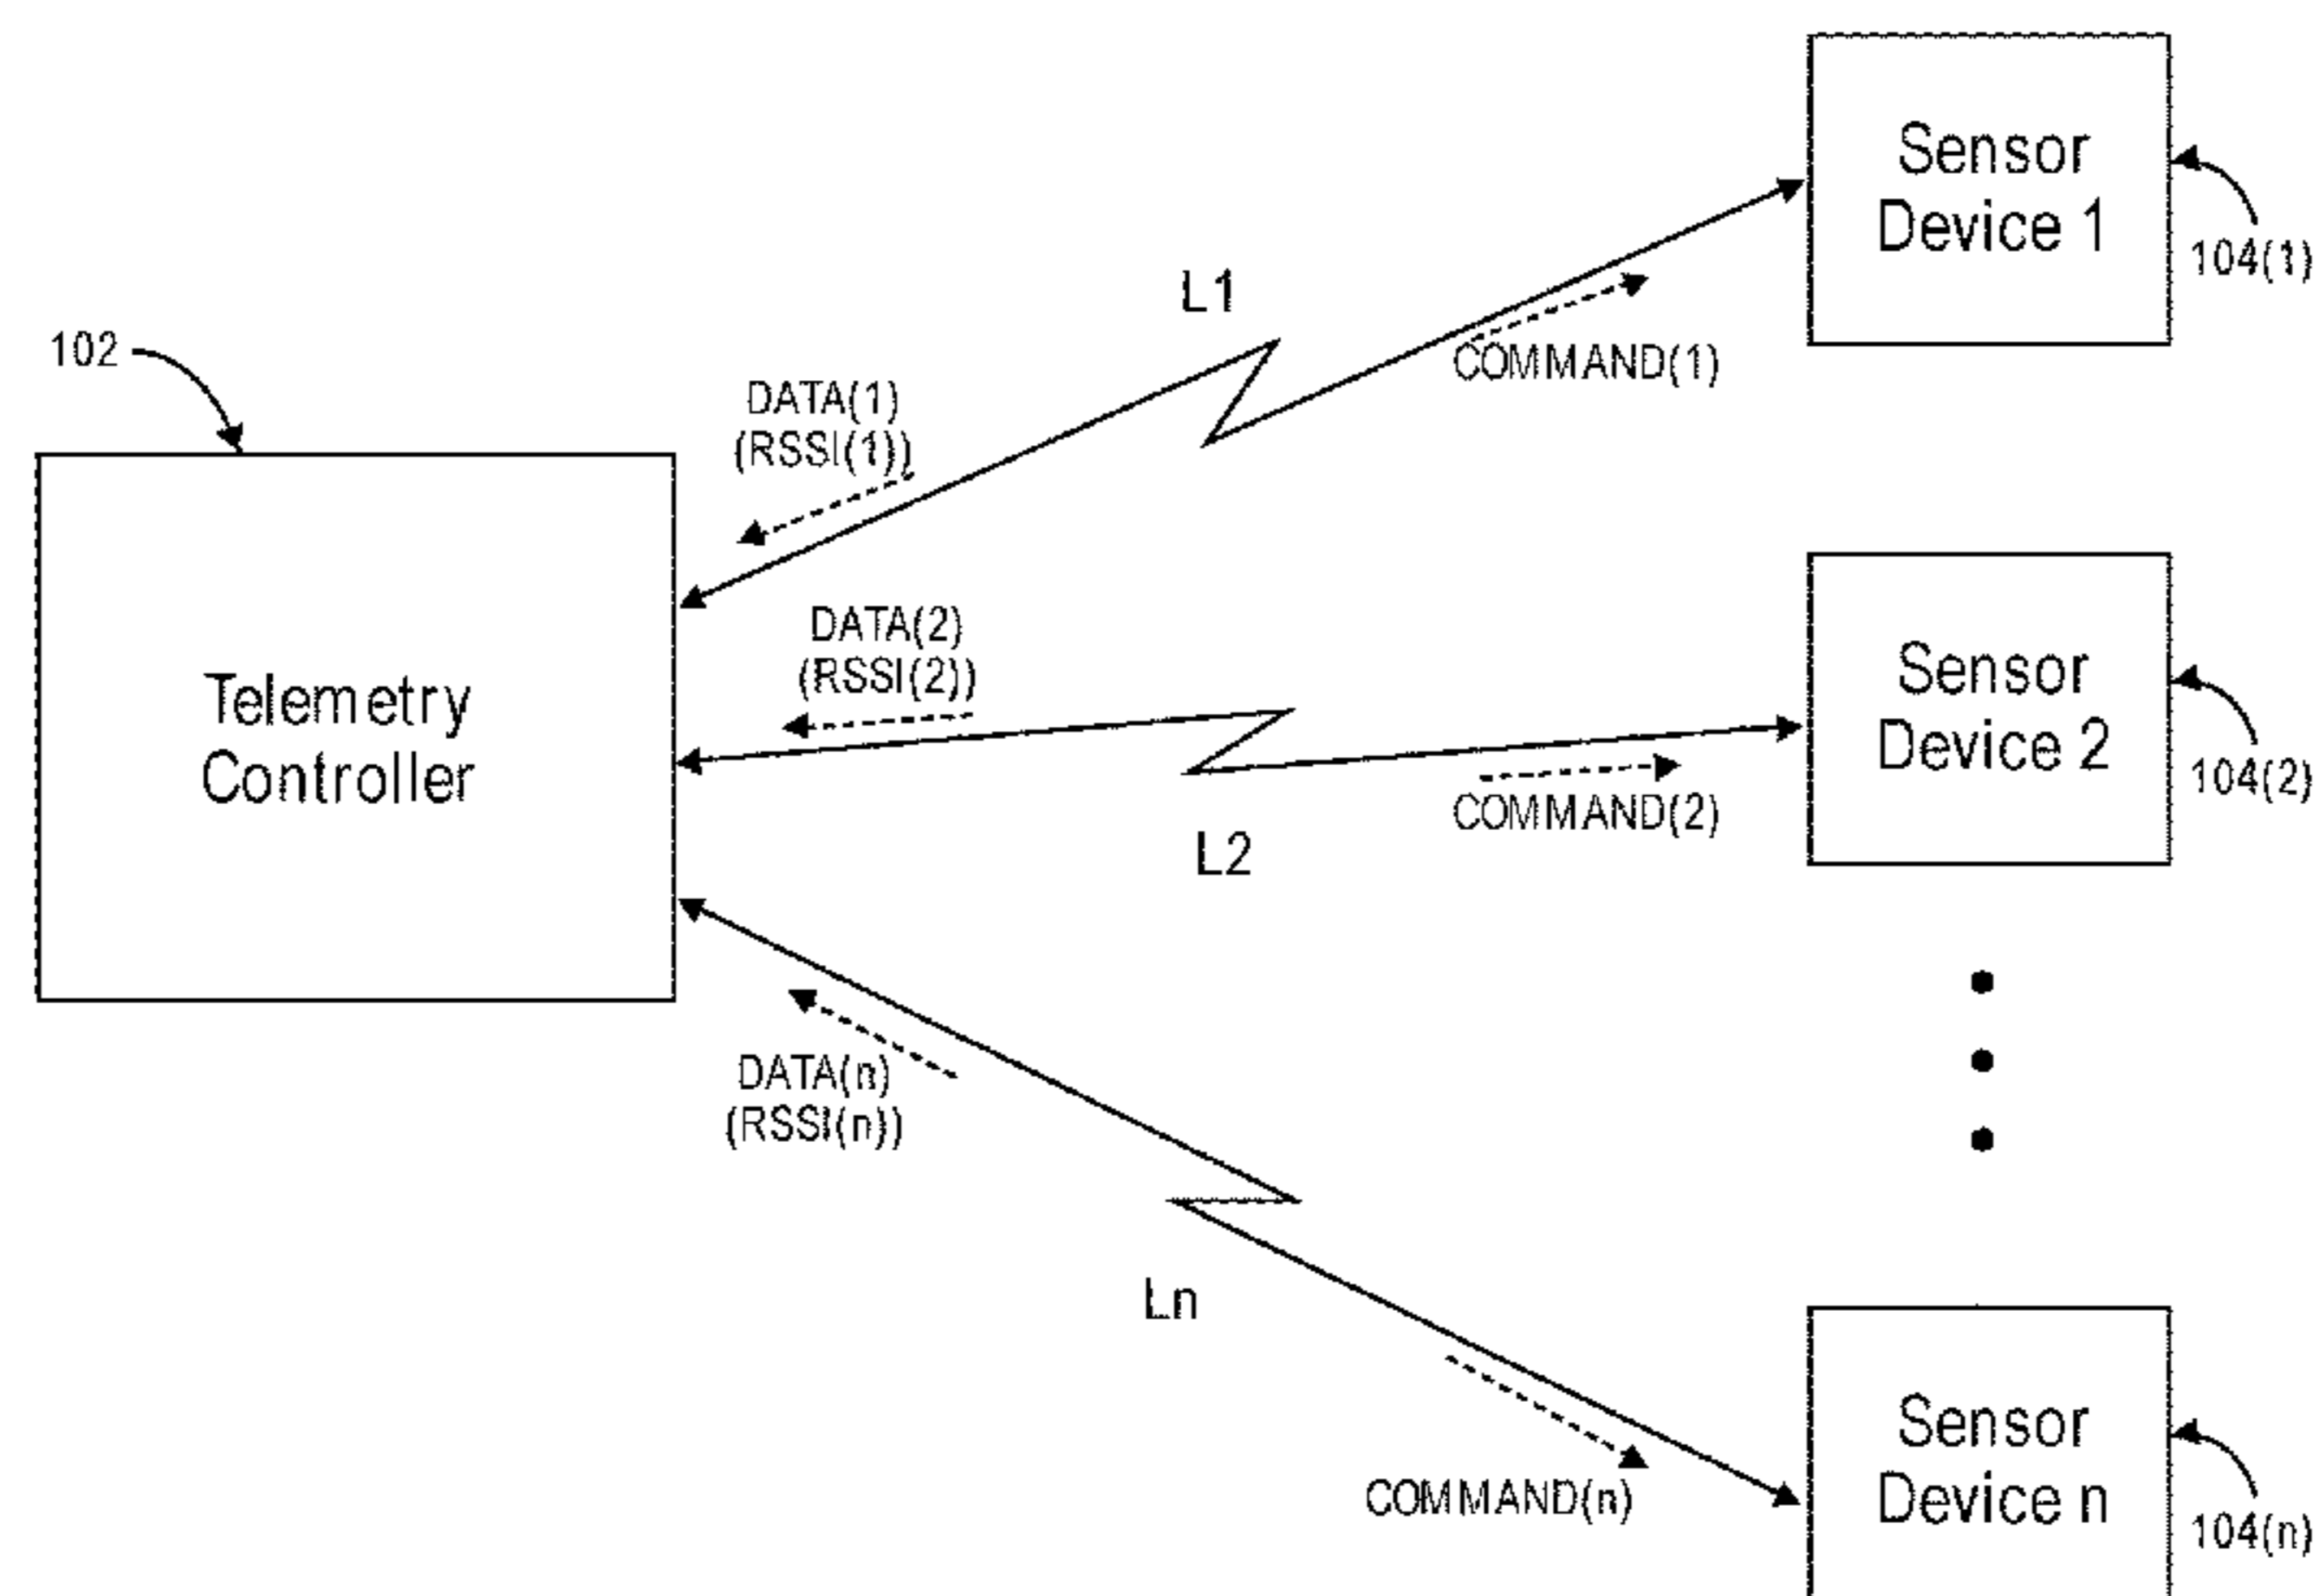 Sensor
Device 1
104(1)
L1
COMMAND(1)
102
DATA(1)
(RSSI(1))
Telemetry
Controller
DATA(2)
(RSSI(2))
Sensor
Device 2
104(2)
COMMAND(2)
L2
DATA(n)
(RSSI(n))
Ln
Sensor
Device n
104(n)
COMMAND(n)